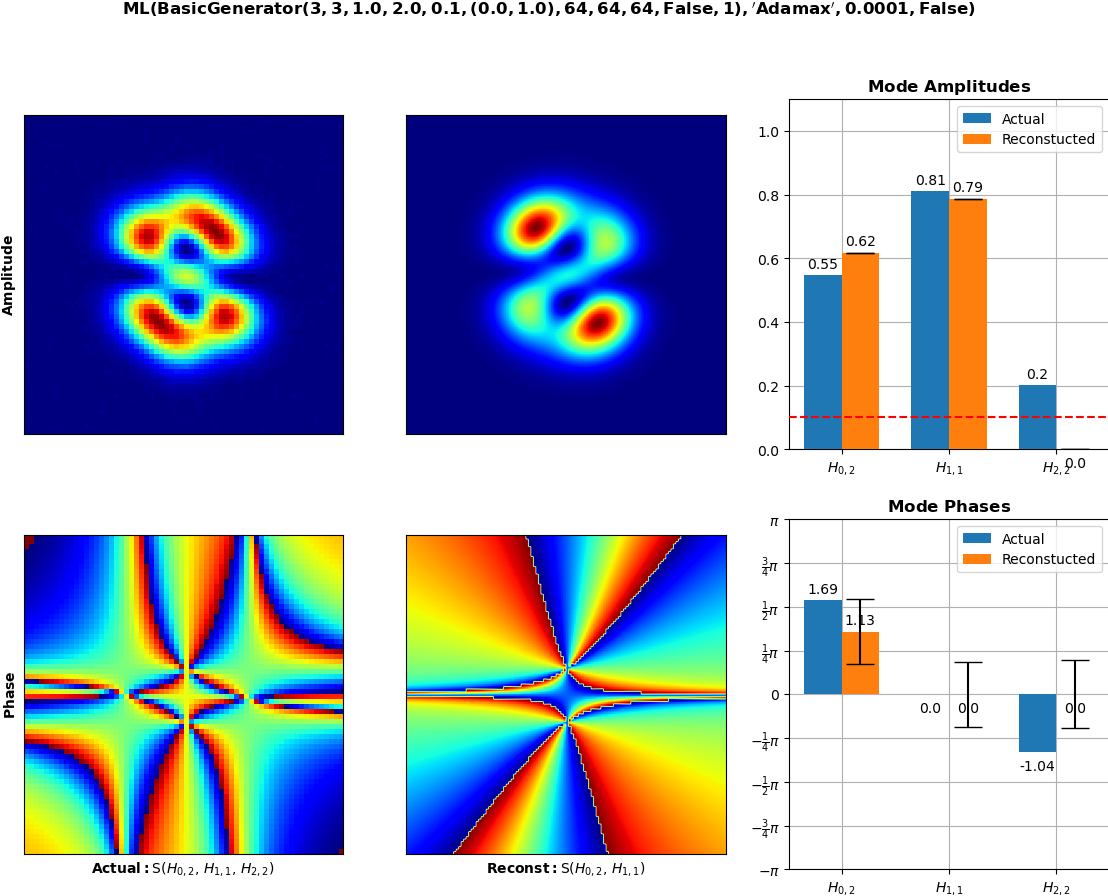 ML(BasicGenerator(3, 3, 1.0, 2.0, 0.1, (0.0, 1.0), 64, 64, 64, False, 1), ′Adamax′, 0.0001, False)
Amplitude
Mode Amplitudes
Actual
Reconstucted
1.0
0.8
0.6
0.4
0.2
0.0
0.55
0.62
0.81
0.79
0.2
0.0
H0,2
H1,1
H2,2
Phase
Actual: S(H0,2, H1,1, H2,2)
Reconst: S(H0,2, H1,1)
Mode Phases
Actual
Reconstucted
π
3/4π
1/2π
1/4π
0
−1/4π
−1/2π
−3/4π
−π
1.69
1.13
0.0
0.0
-1.04
0.0
H0,2
H1,1
H2,2